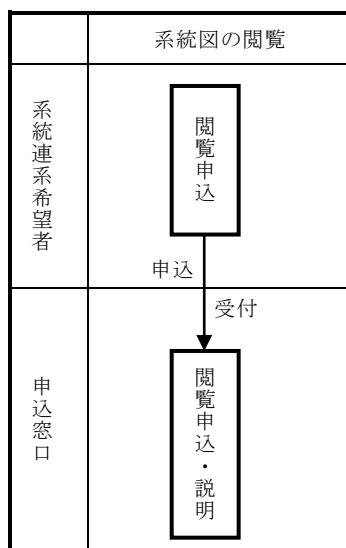 系統図の閲覧
系統連系希望者
閲覧申込
申込
受付
申込窓口
閲覧申込・説明